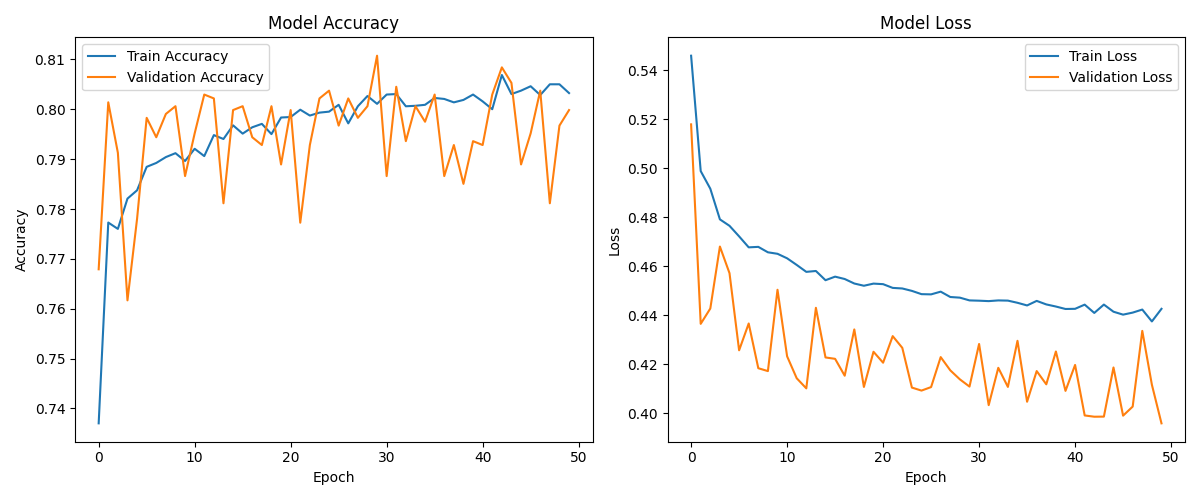 Model Accuracy
Train Accuracy
Validation Accuracy
Accuracy
0.81
0.80
0.79
0.78
0.77
0.76
0.75
0.74
0 10 20 30 40 50
Epoch
Model Loss
Train Loss
Validation Loss
Loss
0.54
0.52
0.50
0.48
0.46
0.44
0.42
0.40
0 10 20 30 40 50
Epoch